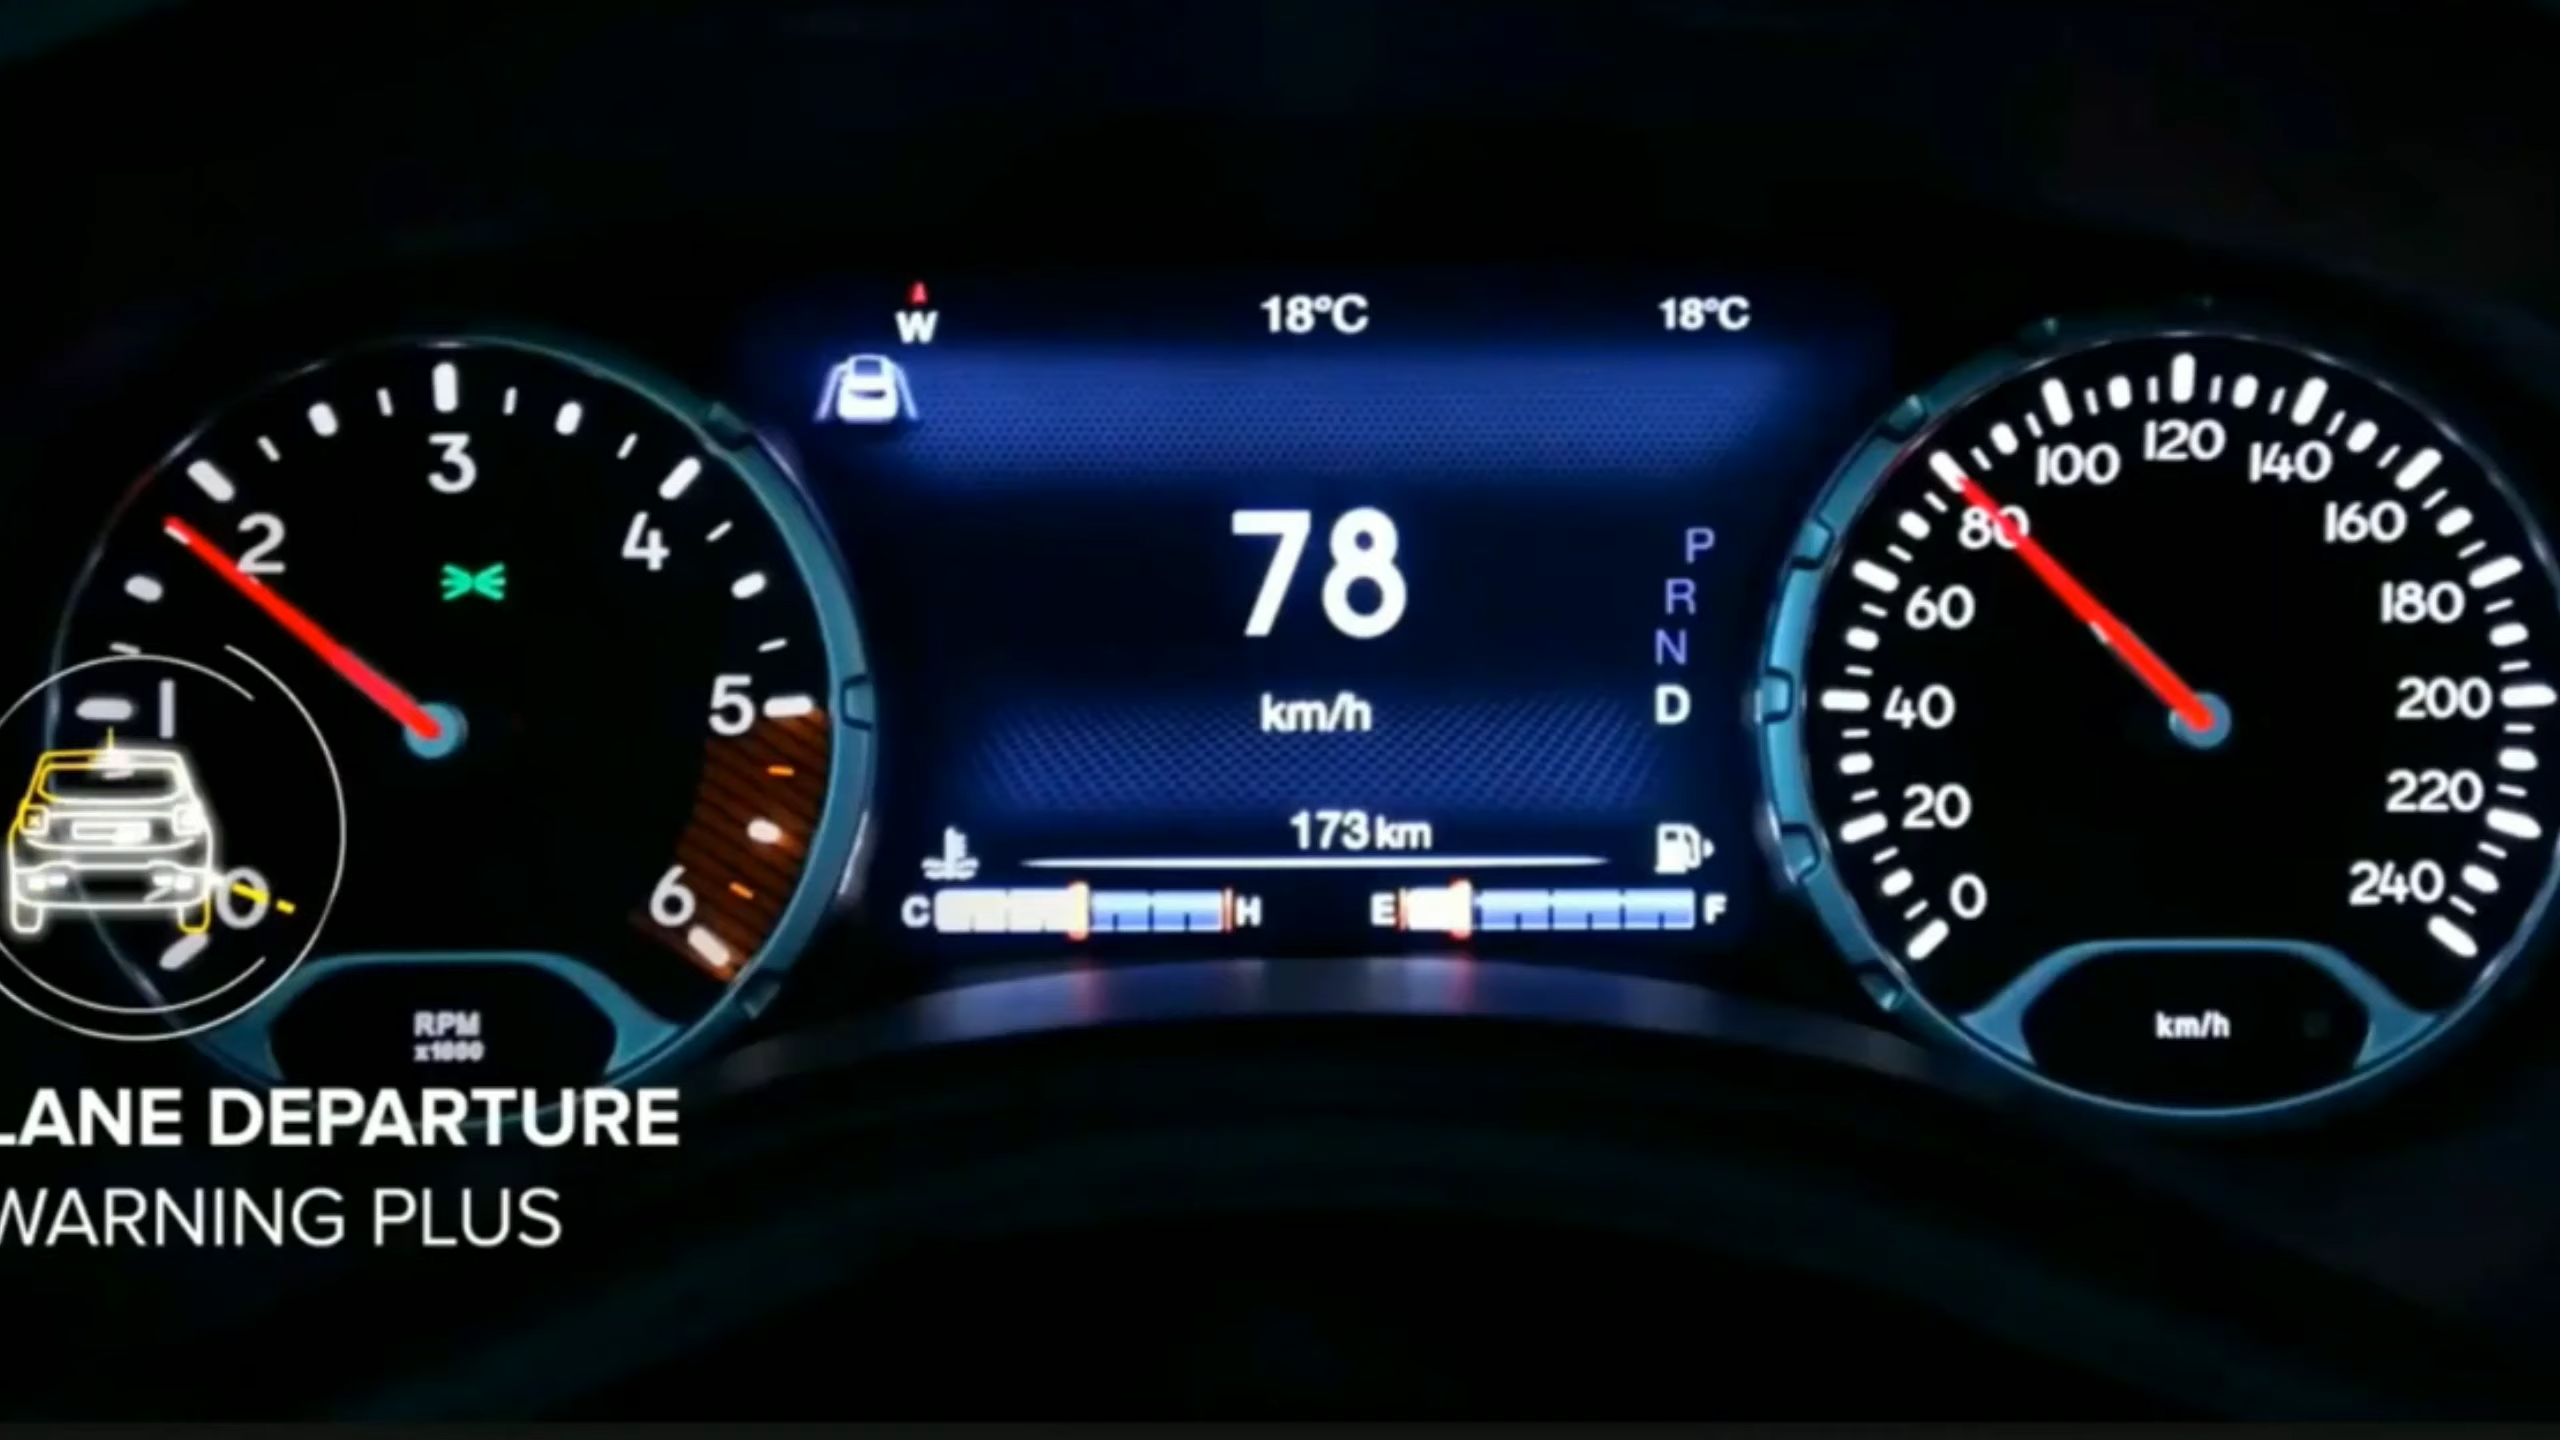 W 18°C 18°C
0 1 2 3 4 5 6
RPM
x1000
78
km/h
P
R
N
D
173 km
C H E F
0 20 40 60 80 100 120 140 160 180 200 220 240
km/h
LANE DEPARTURE
WARNING PLUS